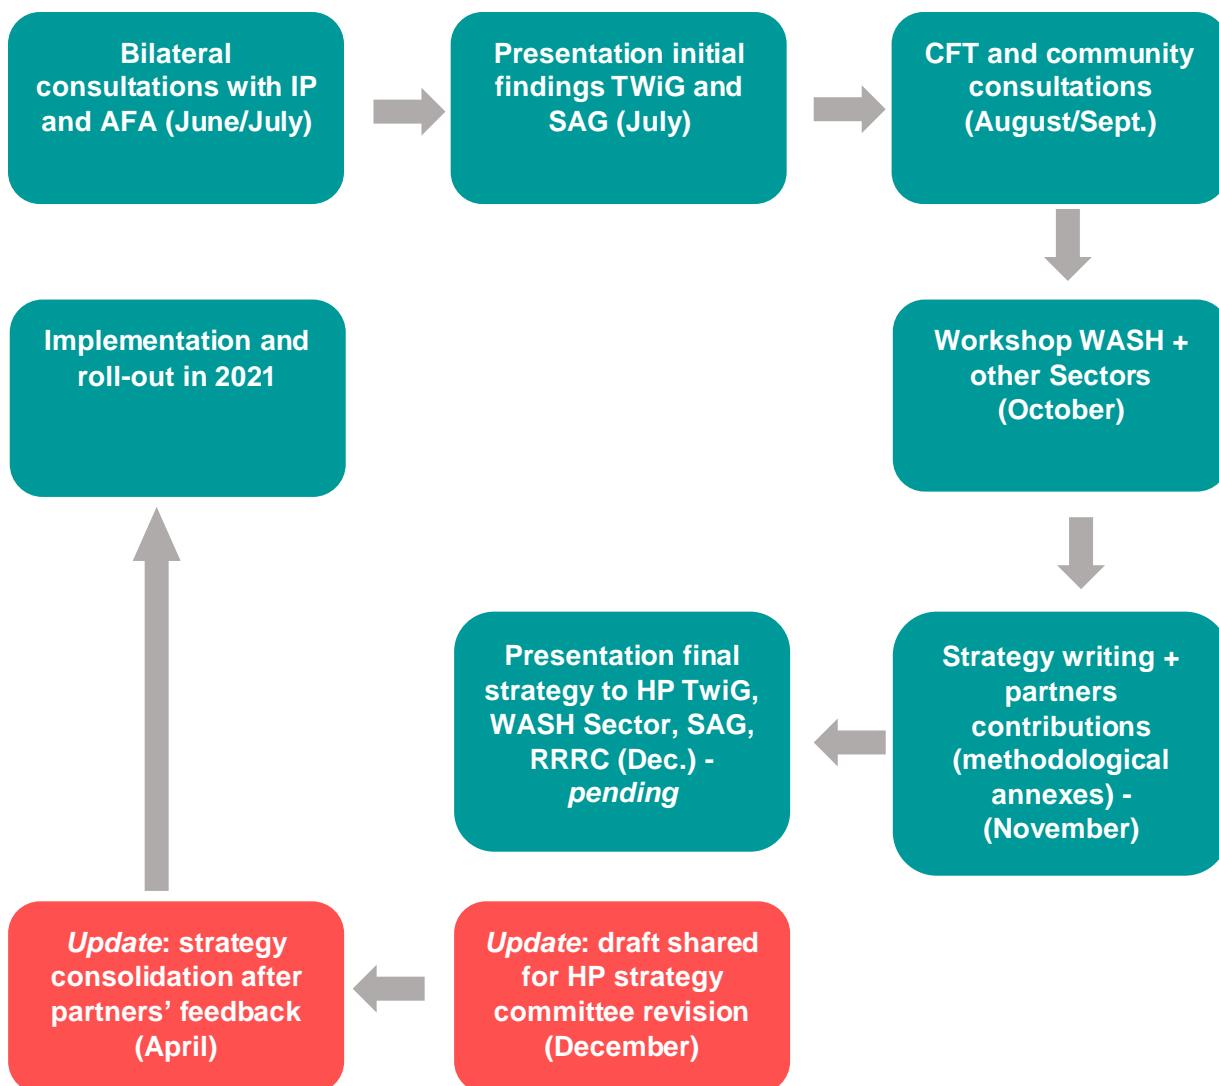 Bilateral
consultations with IP
and AFA (June/July)
Presentation initial
findings TWiG and
SAG (July)
CFT and community
consultations
(August/Sept.)
Workshop WASH +
other Sectors
(October)
Strategy writing +
partners
contributions
(methodological
annexes) -
(November)
Presentation final
strategy to HP TwiG,
WASH Sector, SAG,
RRRC (Dec.) -
pending
Update: draft shared
for HP strategy
committee revision
(December)
Update: strategy
consolidation after
partners’ feedback
(April)
Implementation and
roll-out in 2021